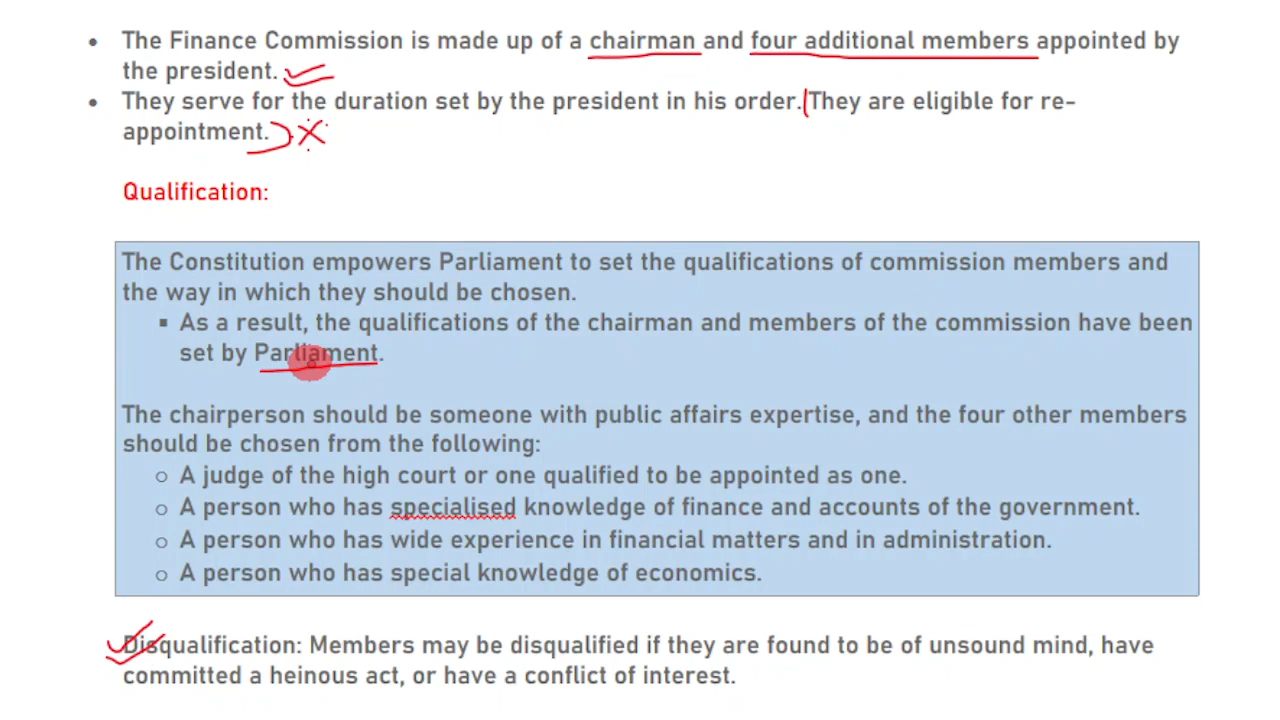 • The Finance Commission is made up of a chairman and four additional members appointed by
the president.
• They serve for the duration set by the president in his order. They are eligible for re-
appointment.
Qualification:
The Constitution empowers Parliament to set the qualifications of commission members and
the way in which they should be chosen.
▪ As a result, the qualifications of the chairman and members of the commission have been
set by Parliament.
The chairperson should be someone with public affairs expertise, and the four other members
should be chosen from the following:
○ A judge of the high court or one qualified to be appointed as one.
○ A person who has specialised knowledge of finance and accounts of the government.
○ A person who has wide experience in financial matters and in administration.
○ A person who has special knowledge of economics.
Disqualification: Members may be disqualified if they are found to be of unsound mind, have
committed a heinous act, or have a conflict of interest.